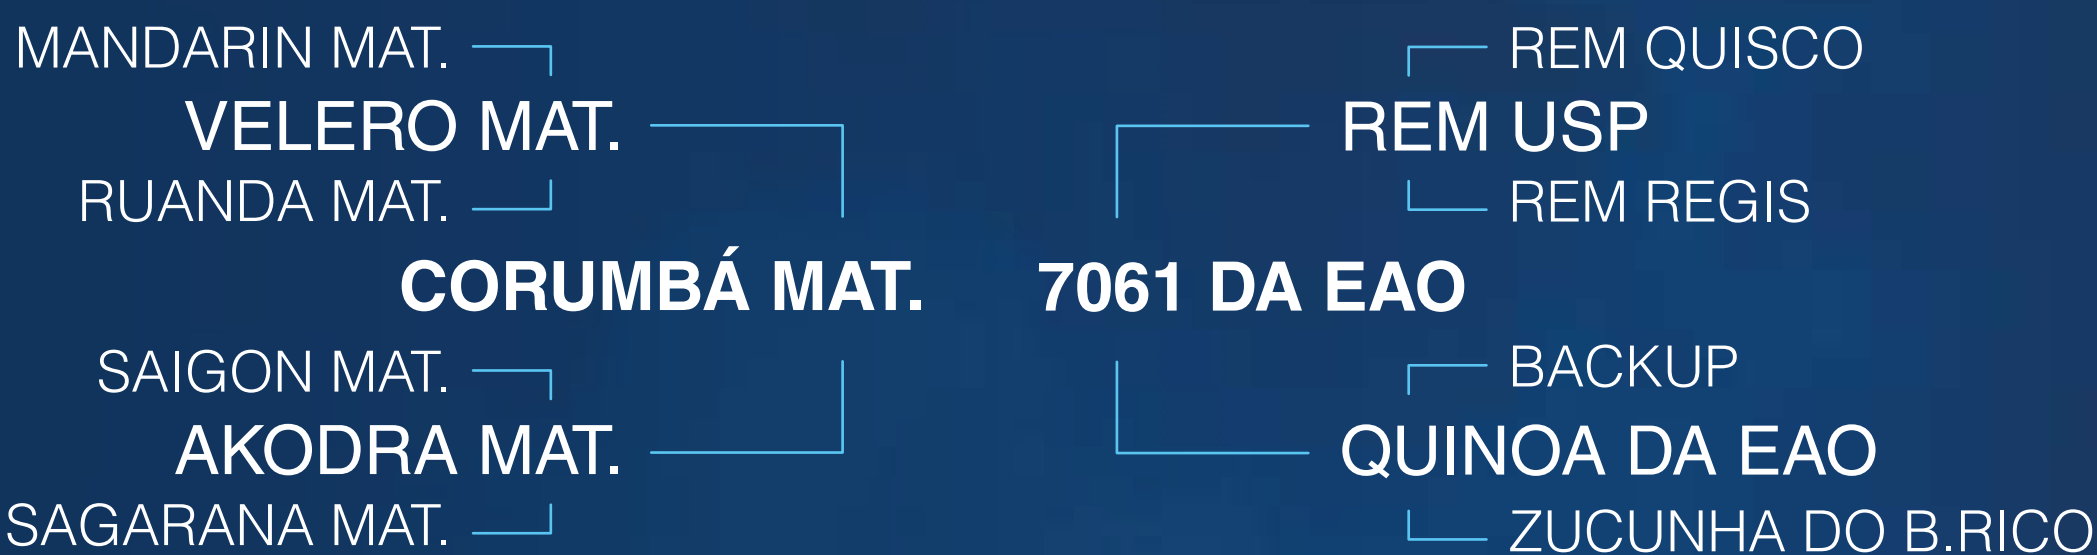 MANDARIN MAT.
REM QUISCO
VELERO MAT.
REM USP
RUANDA MAT.
REM REGIS
CORUMBÁ MAT.
7061 DA EAO
SAIGON MAT.
BACKUP
AKODRA MAT.
QUINOA DA EAO
SAGARANA MAT.
ZUCUNHA DO B.RICO